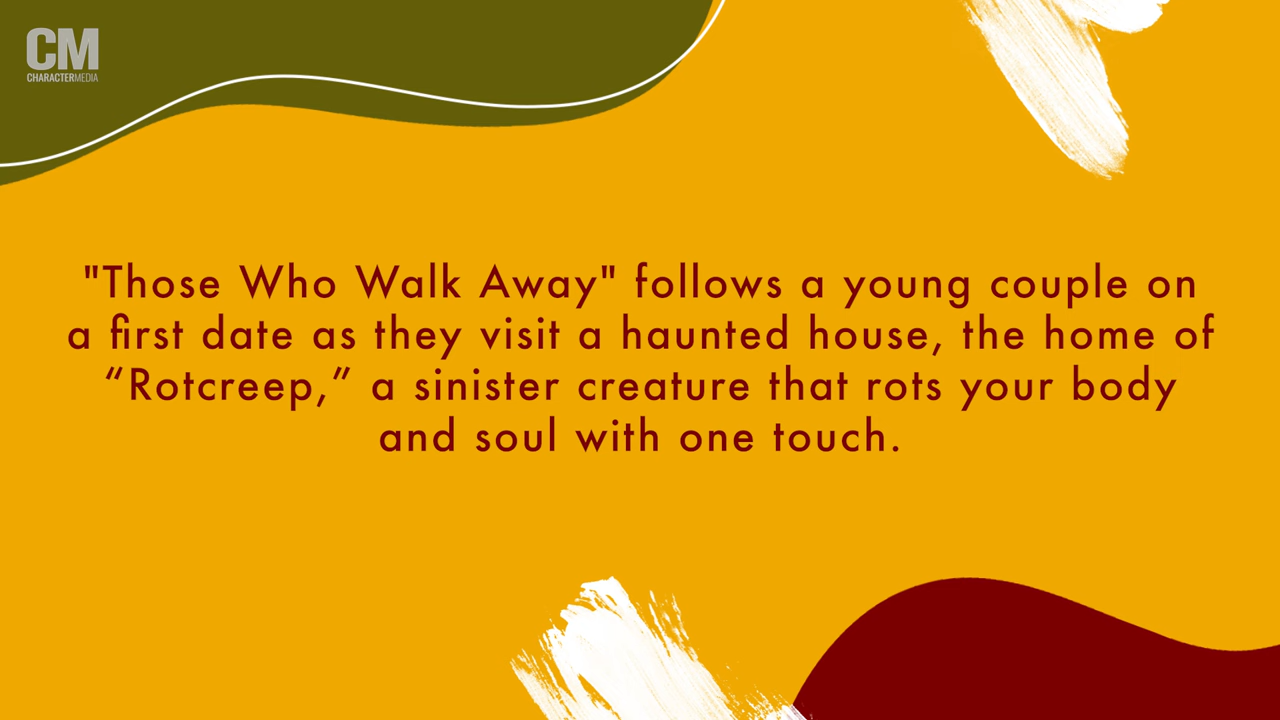 CM
CHARACTERMEDIA
"Those Who Walk Away" follows a young couple on
a first date as they visit a haunted house, the home of
“Rotcreep,” a sinister creature that rots your body
and soul with one touch.